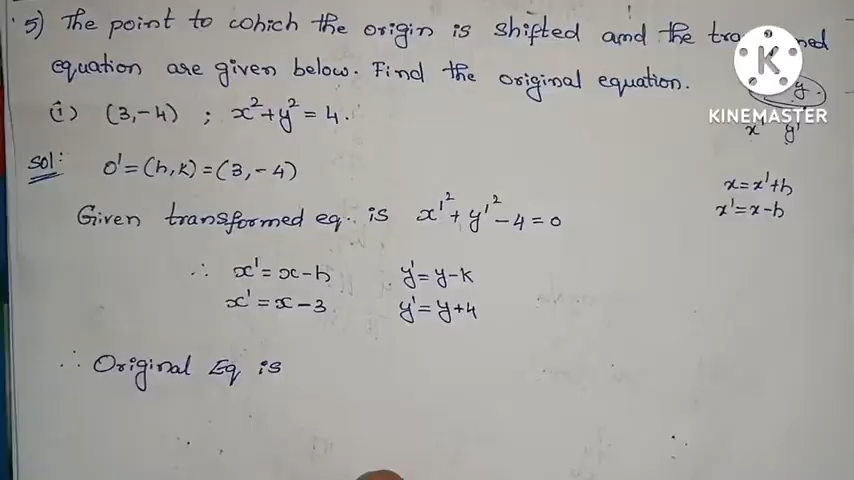 5) The point to which the origin is shifted and the
equation are given below. Find the original equation.
(i) (3,-4) ; x² + y² = 4.
Sol:
O' = (h, k) = (3, -4)
Given transformed eq. is x'² + y'² - 4 = 0
∴ x' = x - h y' = y - k
x' = x - 3 y' = y + 4
∴ Original Eq is
K
KINEMASTER
y.
x' y'
x = x' + h
x' = x - h